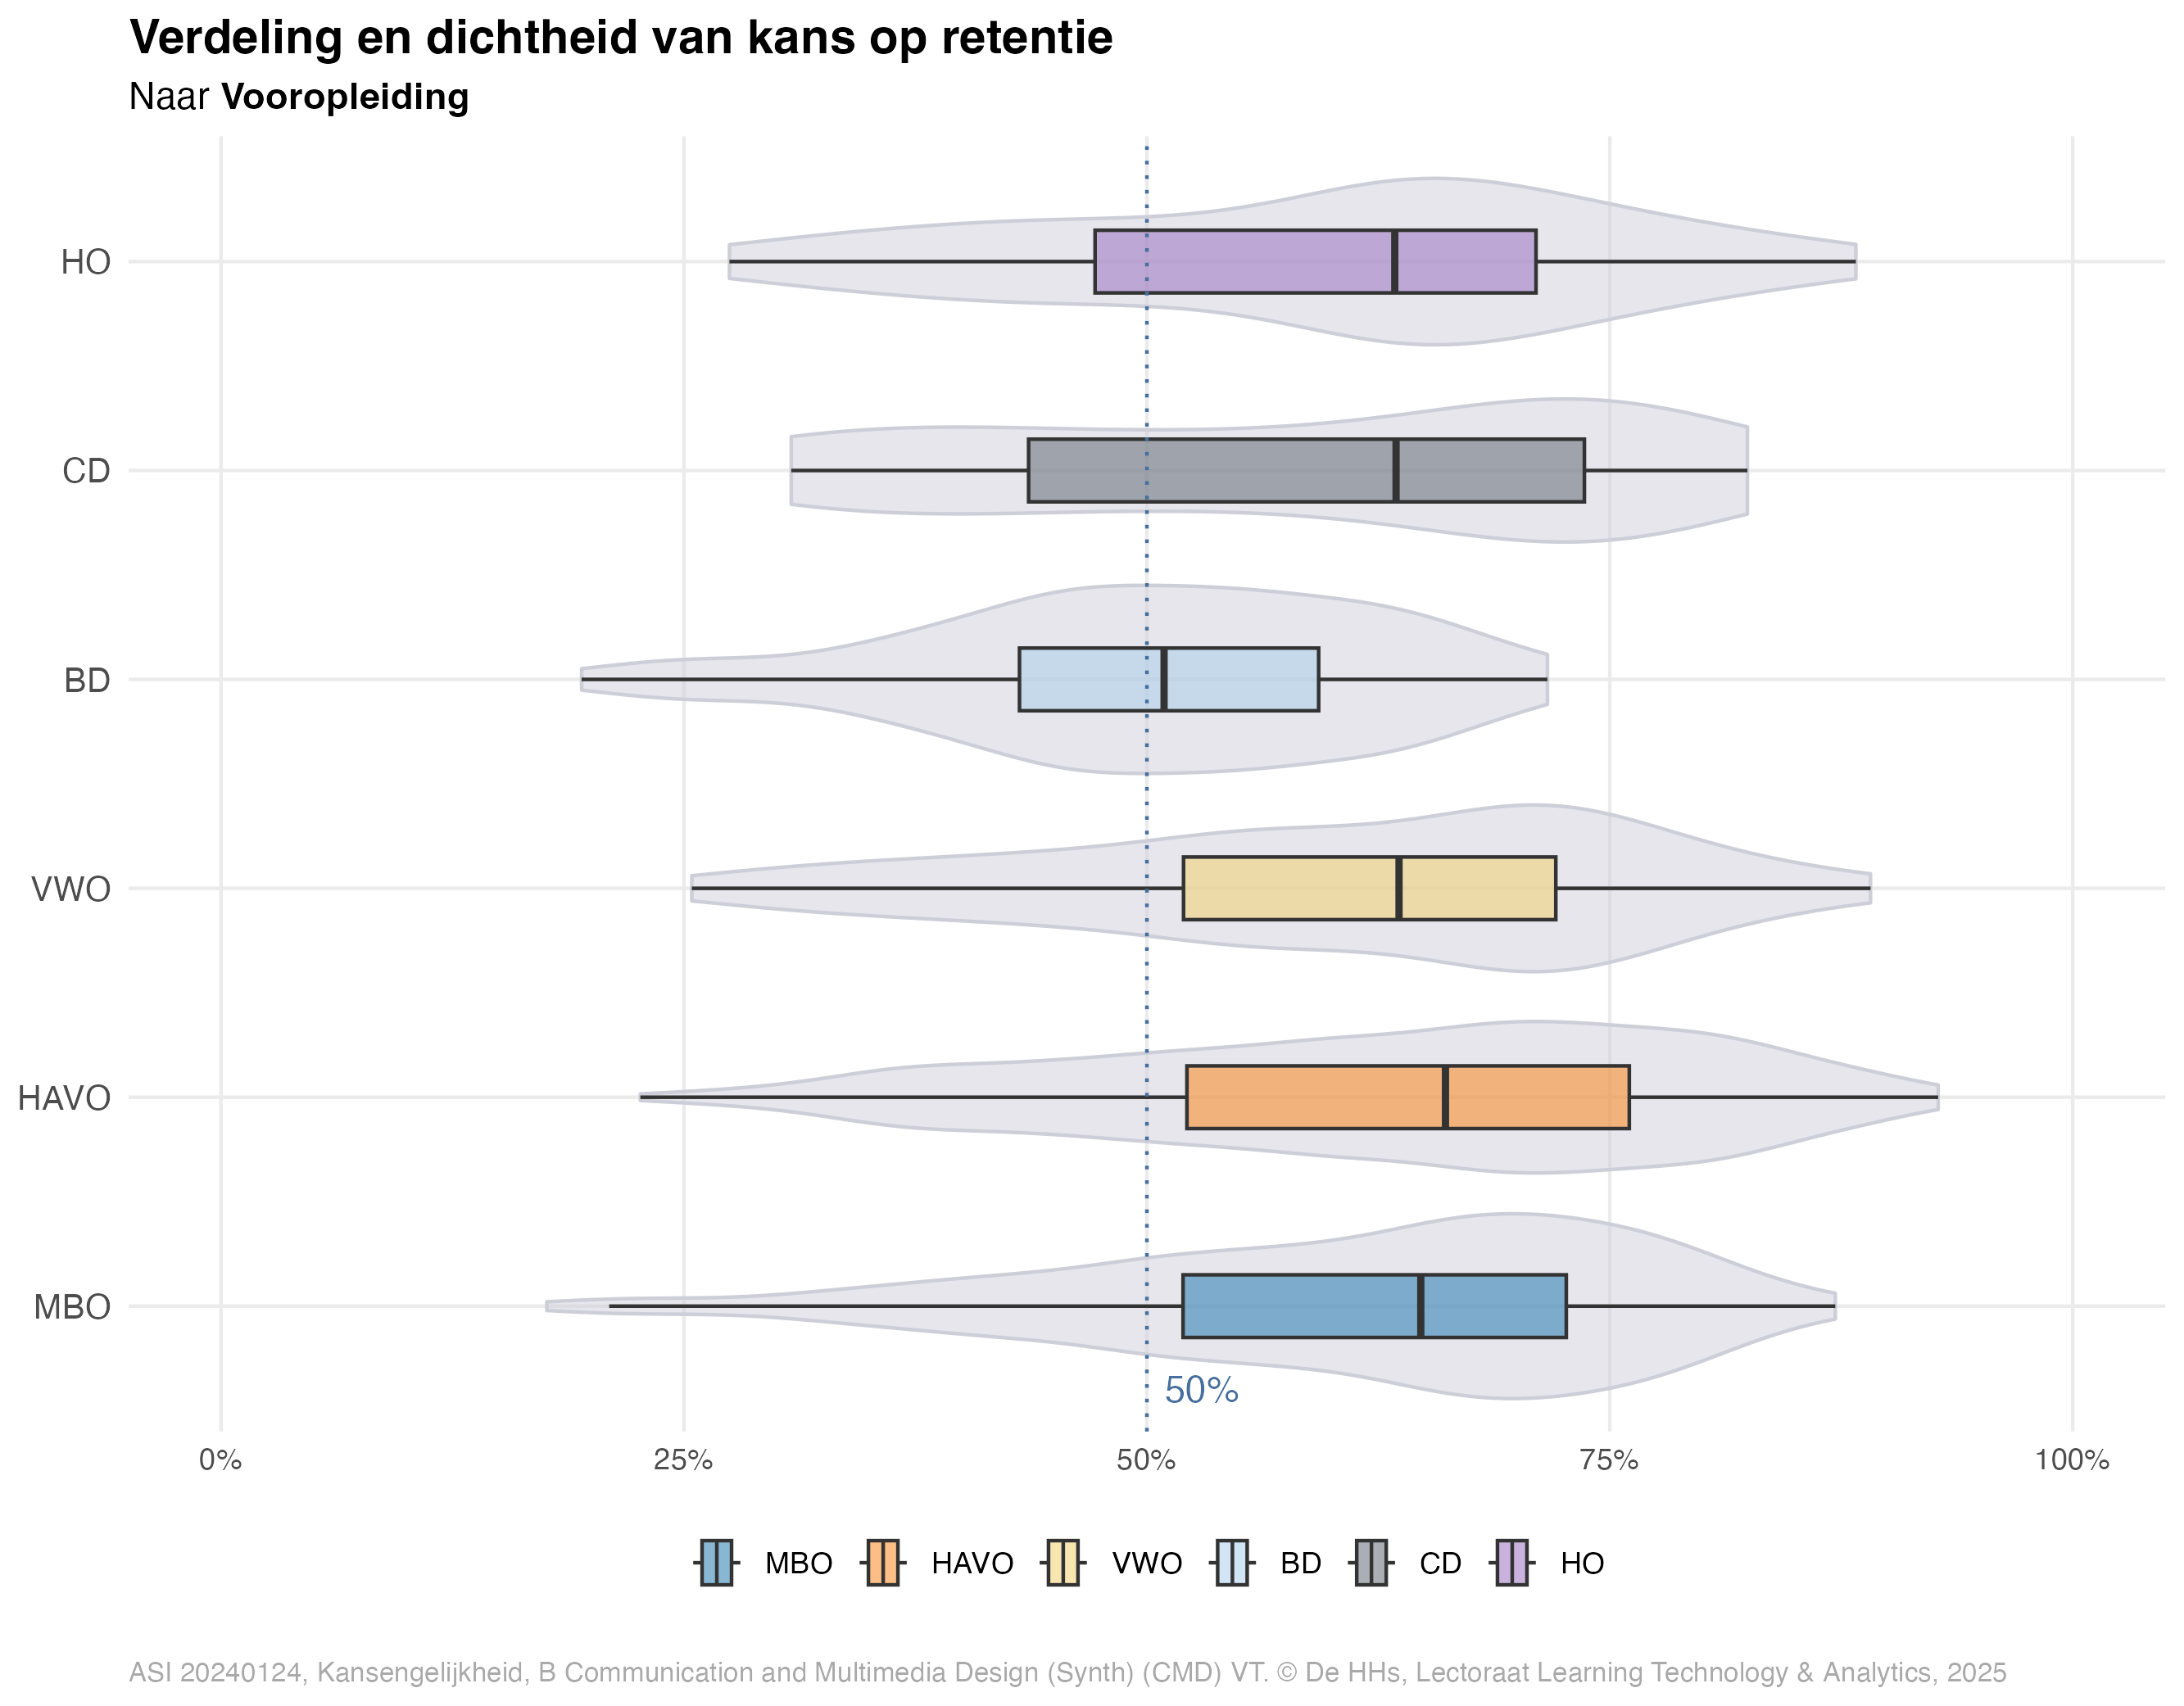 Verdeling en dichtheid van kans op retentie
Naar Vooropleiding
HO
CD
BD
VWO
HAVO
MBO
50%
0% 25% 50% 75% 100%
MBO HAVO VWO BD CD HO
ASI 20240124, Kansengelijkheid, B Communication and Multimedia Design (Synth) (CMD) VT. © De HHs, Lectoraat Learning Technology & Analytics, 2025